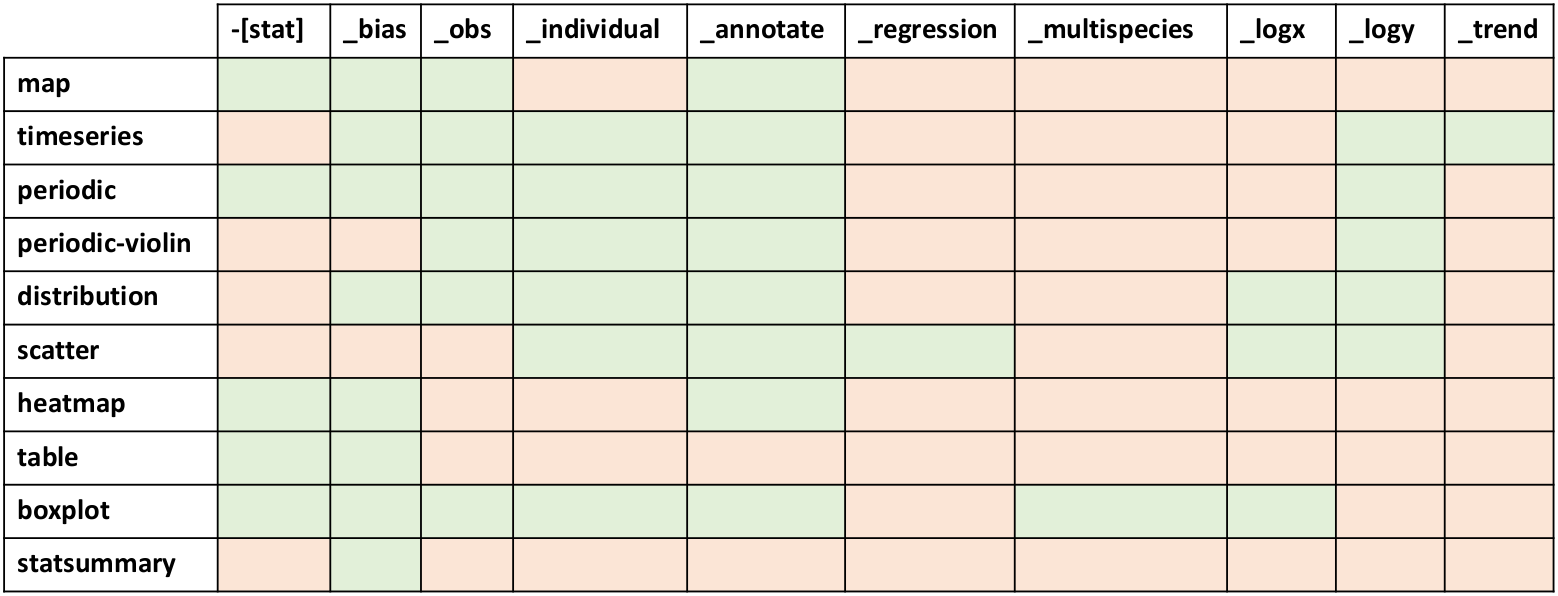 -[stat] _bias _obs _individual _annotate _regression _multispecies _logx _logy _trend
map
timeseries
periodic
periodic-violin
distribution
scatter
heatmap
table
boxplot
statsummary